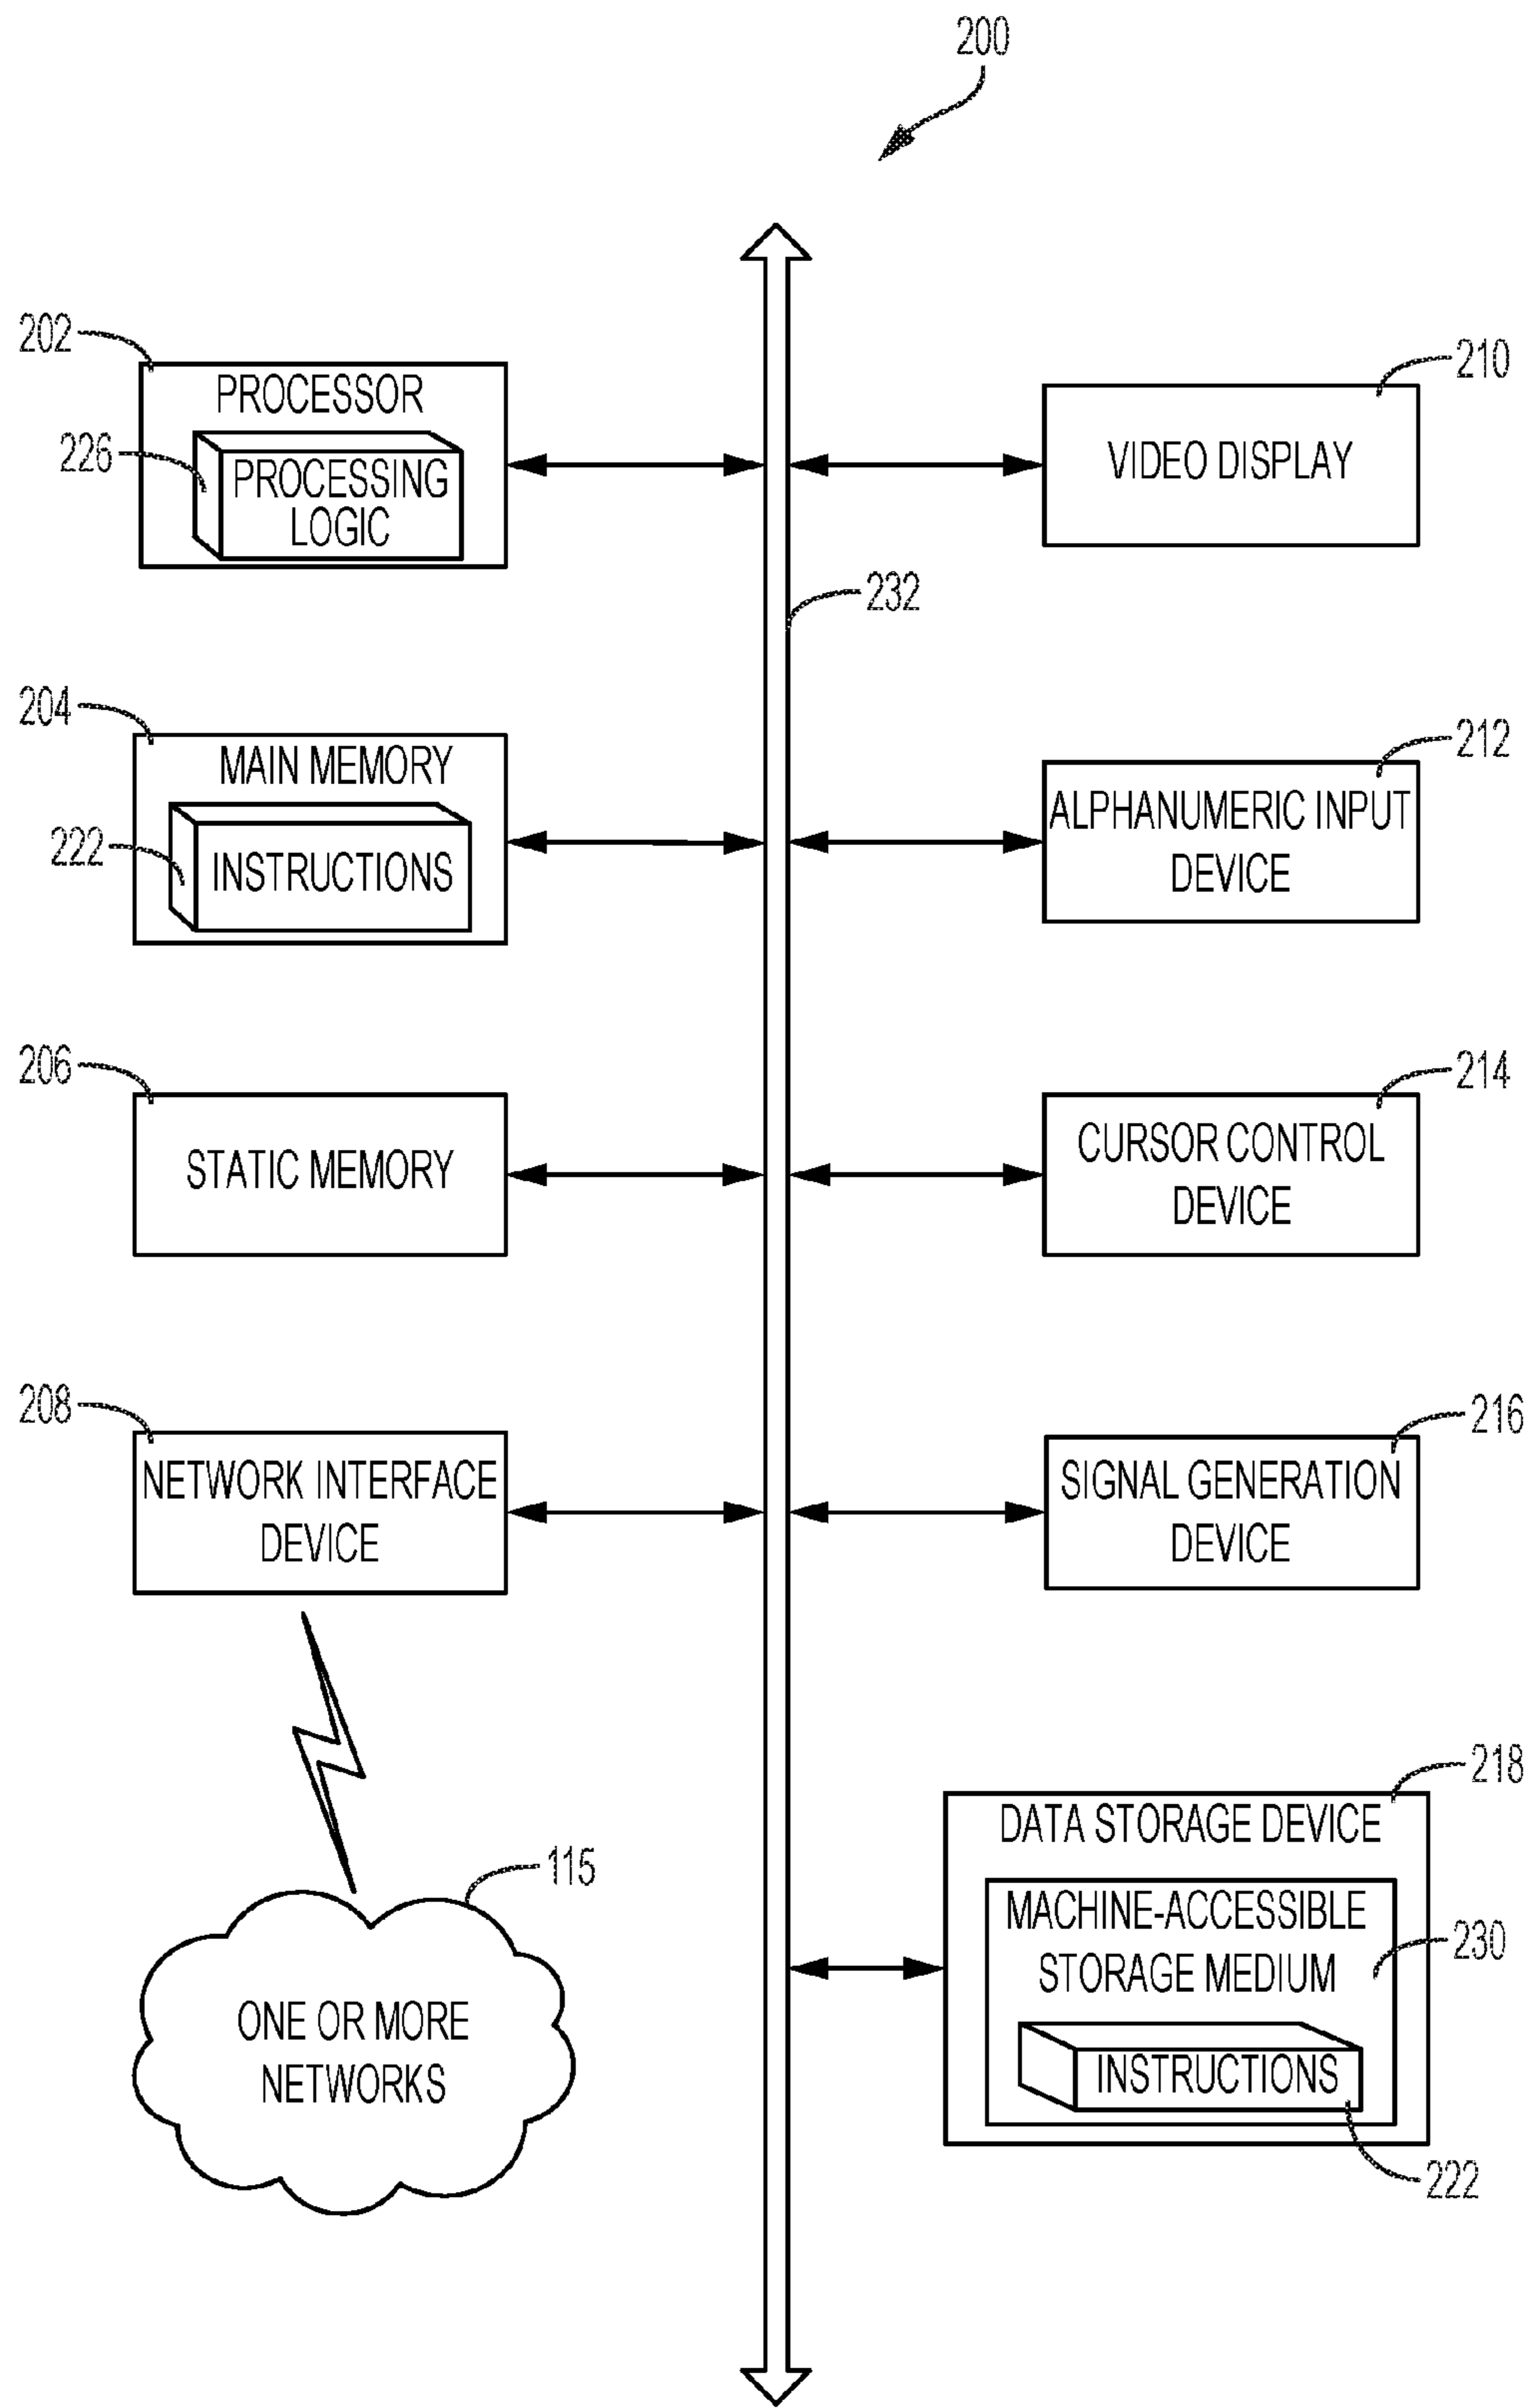 200
202
PROCESSOR
226
PROCESSING
LOGIC
210
VIDEO DISPLAY
232
204
MAIN MEMORY
222
INSTRUCTIONS
212
ALPHANUMERIC INPUT
DEVICE
206
STATIC MEMORY
214
CURSOR CONTROL
DEVICE
208
NETWORK INTERFACE
DEVICE
216
SIGNAL GENERATION
DEVICE
115
ONE OR MORE
NETWORKS
218
DATA STORAGE DEVICE
MACHINE-ACCESSIBLE
STORAGE MEDIUM
230
INSTRUCTIONS
222